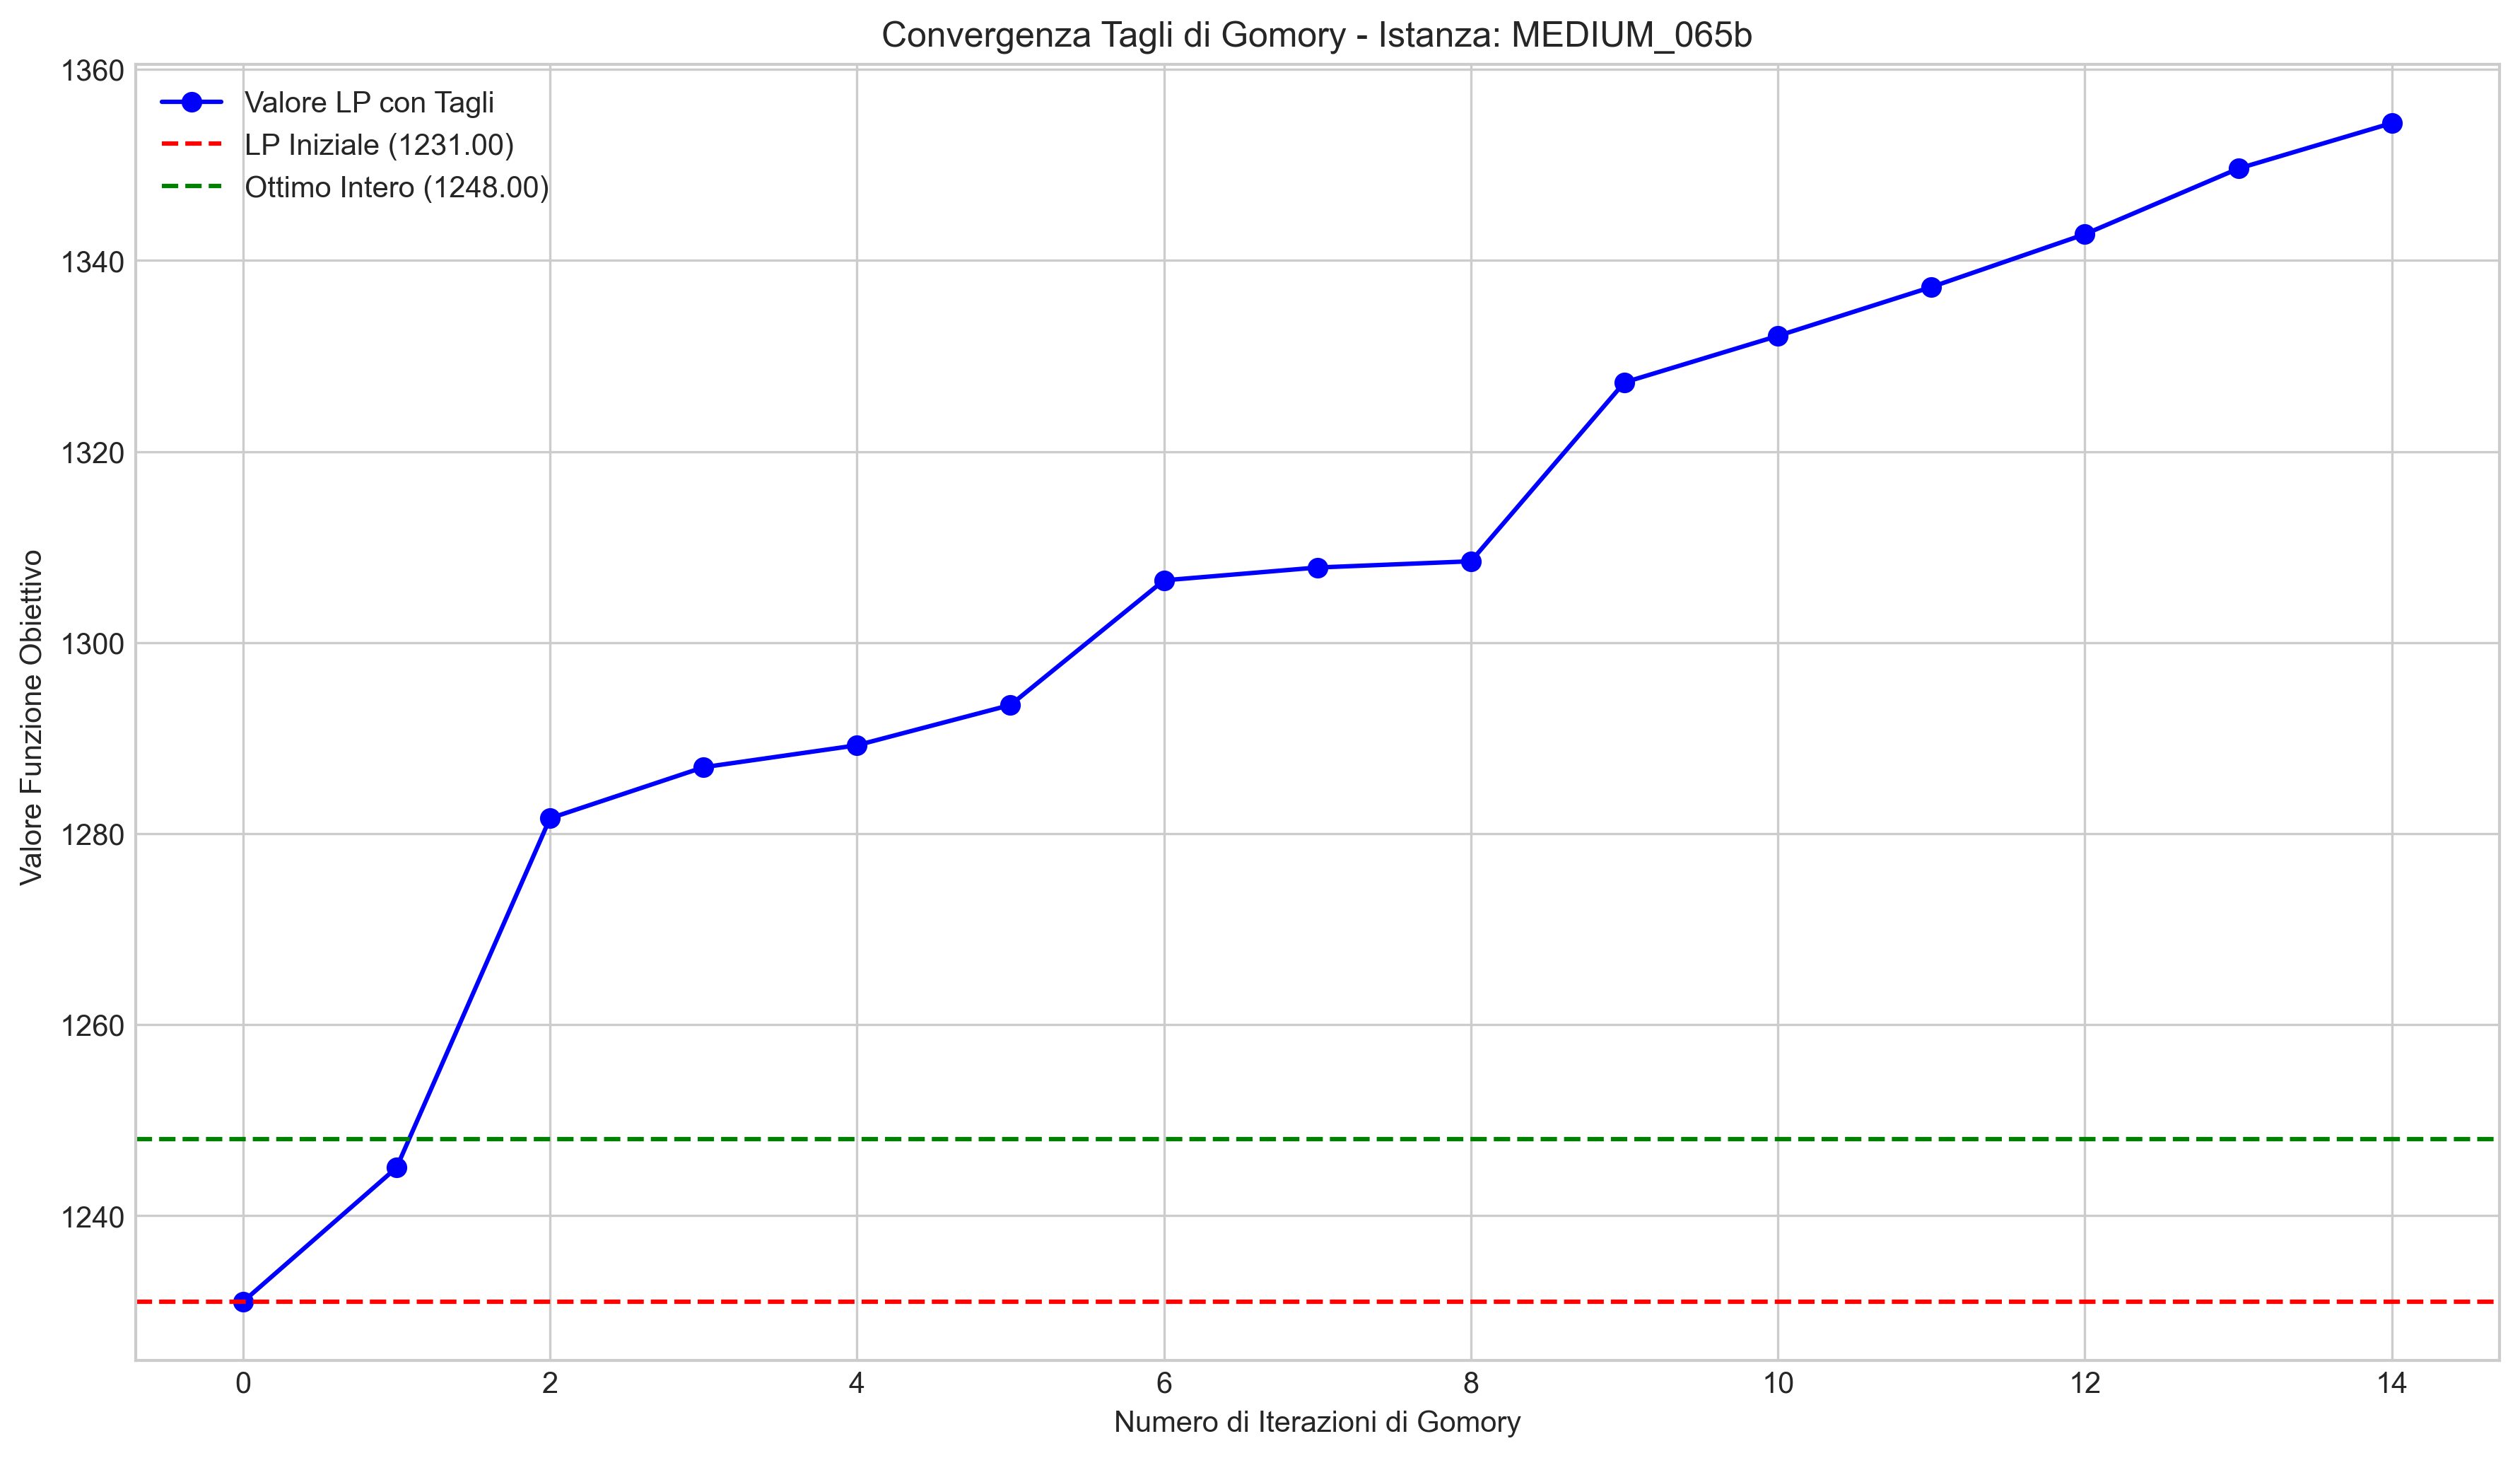 Convergenza Tagli di Gomory - Istanza: MEDIUM_065b
Valore LP con Tagli
LP Iniziale (1231.00)
Ottimo Intero (1248.00)
Valore Funzione Obiettivo
1360
1340
1320
1300
1280
1260
1240
0 2 4 6 8 10 12 14
Numero di Iterazioni di Gomory